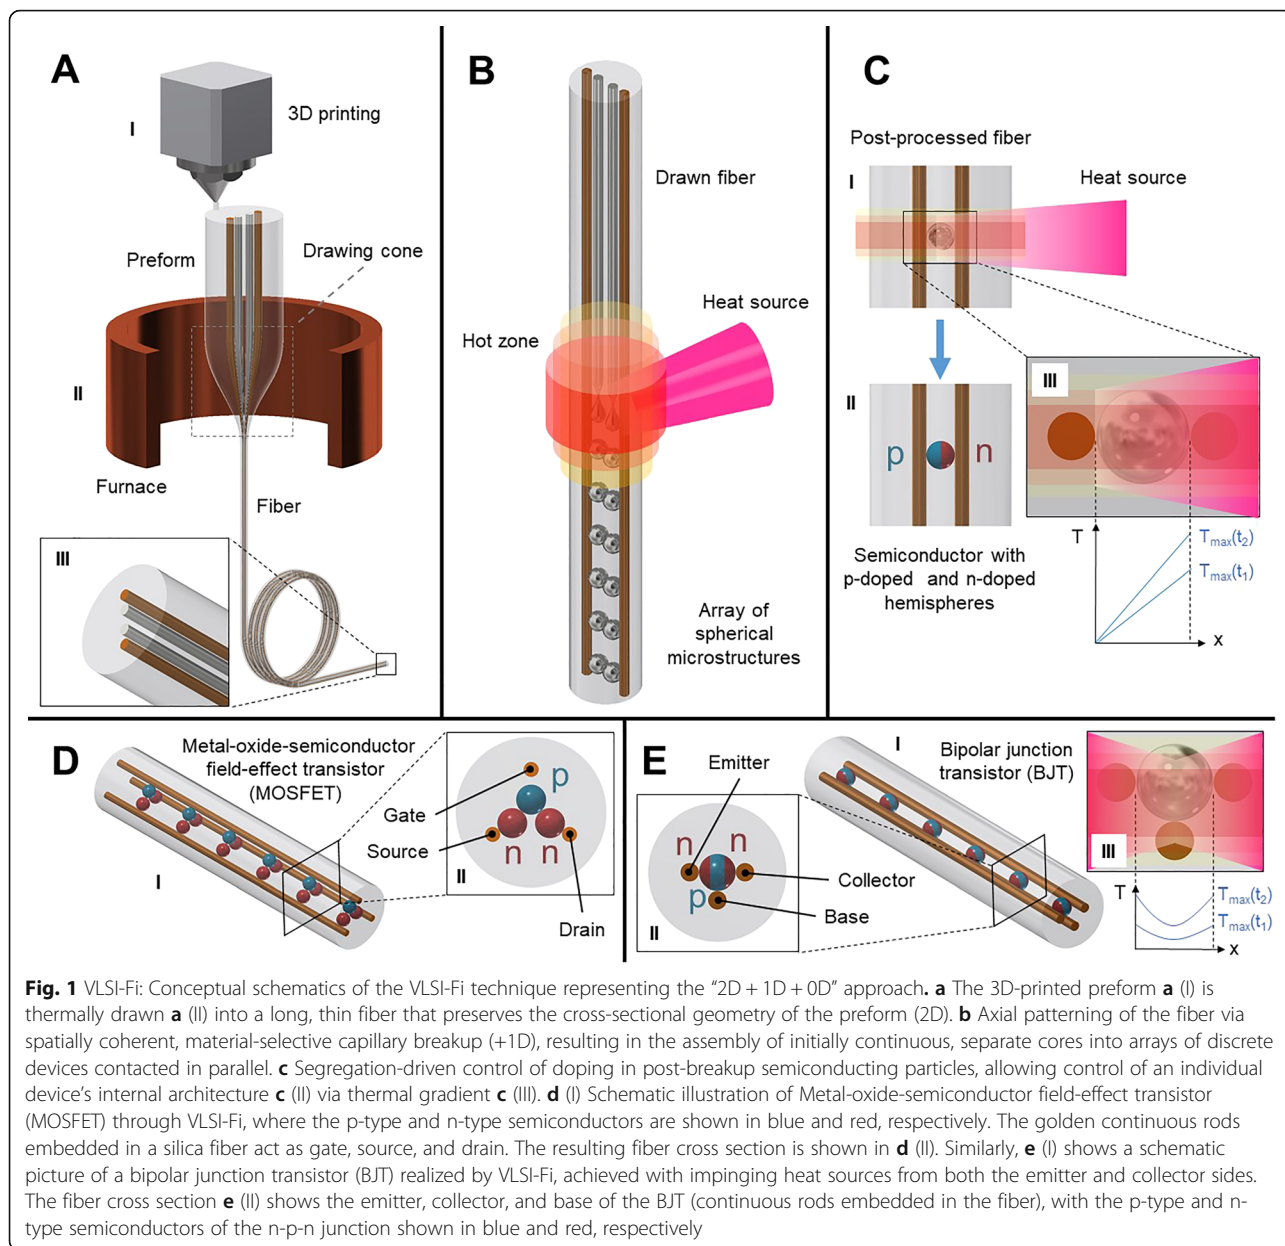 A
I
3D printing
Preform
Drawing cone
II
Furnace
Fiber
III
B
Drawn fiber
Heat source
Hot zone
Array of
spherical
microstructures
C
Post-processed fiber
I
Heat source
II
p
n
Semiconductor with
p-doped and n-doped
hemispheres
III
T
Tmax(t2)
Tmax(t1)
x
D
Metal-oxide-semiconductor
field-effect transistor
(MOSFET)
I
Gate
Source
p
n n
II
Drain
E
Emitter
I
Bipolar junction
transistor (BJT)
n n
p
Collector
Base
II
III
T
Tmax(t2)
Tmax(t1)
x
Fig. 1 VLSI-Fi: Conceptual schematics of the VLSI-Fi technique representing the “2D + 1D + 0D” approach. a The 3D-printed preform a (I) is
thermally drawn a (II) into a long, thin fiber that preserves the cross-sectional geometry of the preform (2D). b Axial patterning of the fiber via
spatially coherent, material-selective capillary breakup (+1D), resulting in the assembly of initially continuous, separate cores into arrays of discrete
devices contacted in parallel. c Segregation-driven control of doping in post-breakup semiconducting particles, allowing control of an individual
device’s internal architecture c (II) via thermal gradient c (III). d (I) Schematic illustration of Metal-oxide-semiconductor field-effect transistor
(MOSFET) through VLSI-Fi, where the p-type and n-type semiconductors are shown in blue and red, respectively. The golden continuous rods
embedded in a silica fiber act as gate, source, and drain. The resulting fiber cross section is shown in d (II). Similarly, e (I) shows a schematic
picture of a bipolar junction transistor (BJT) realized by VLSI-Fi, achieved with impinging heat sources from both the emitter and collector sides.
The fiber cross section e (II) shows the emitter, collector, and base of the BJT (continuous rods embedded in the fiber), with the p-type and n-
type semiconductors of the n-p-n junction shown in blue and red, respectively